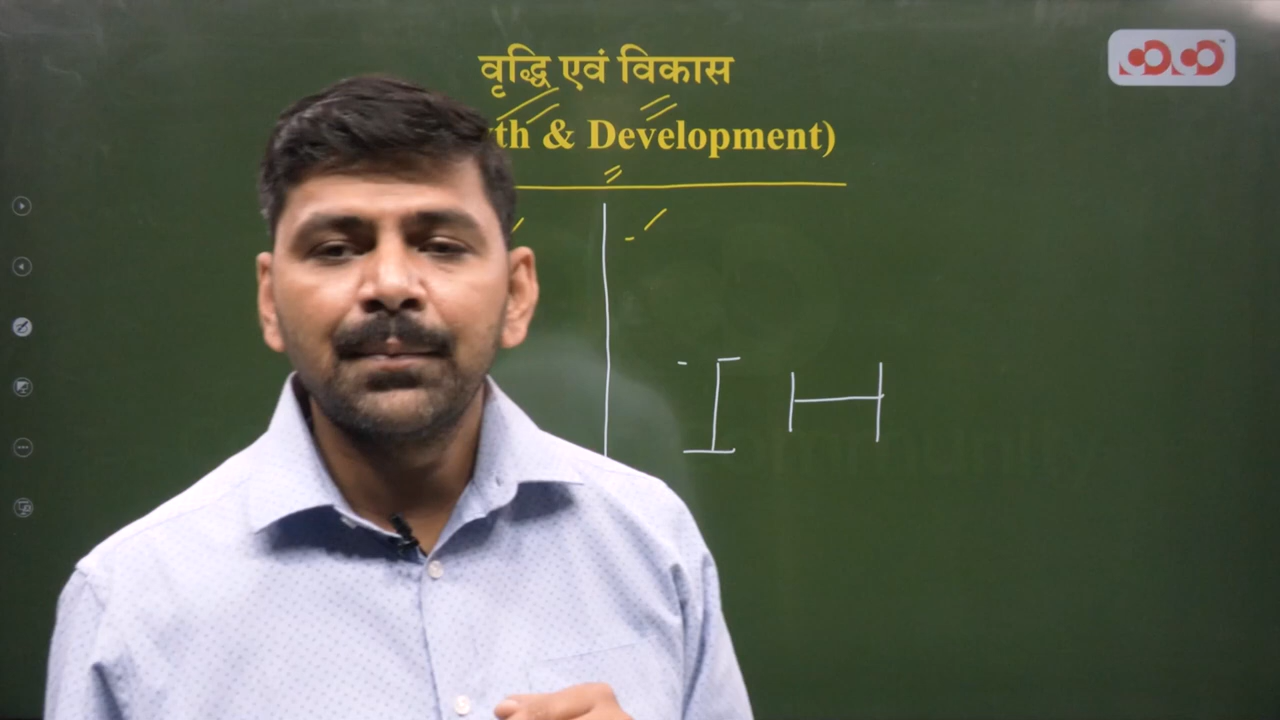 वृद्धि एवं विकास
th & Development)
I H